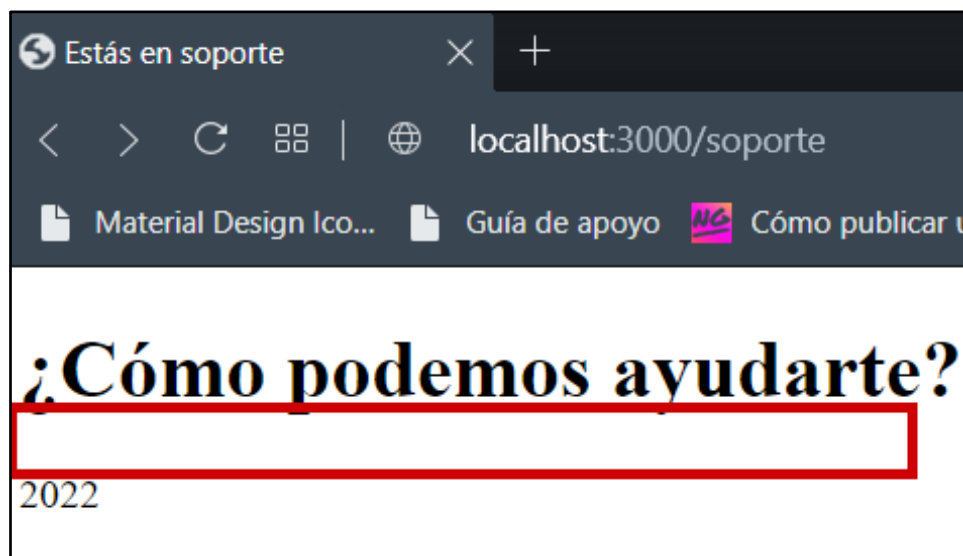 Estás en soporte
localhost:3000/soporte
Material Design Ico... Guía de apoyo NG Cómo publicar u
¿Cómo podemos ayudarte?
2022